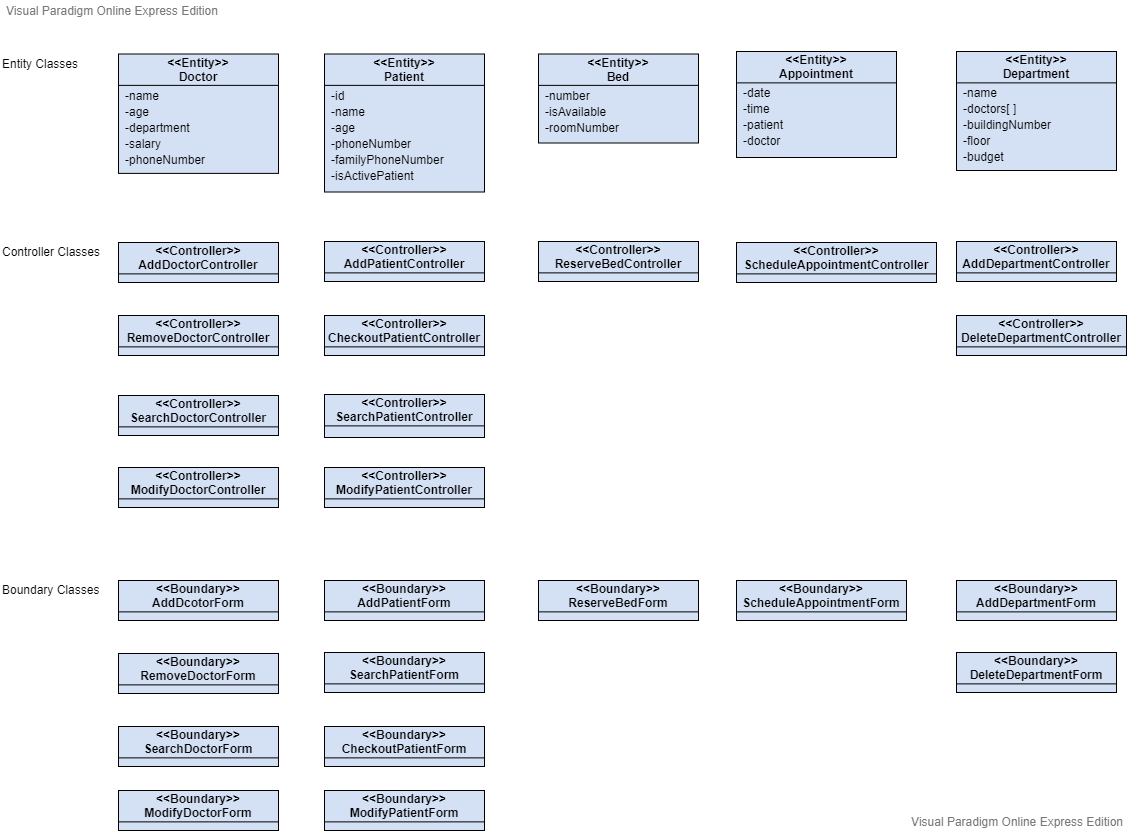 Visual Paradigm Online Express Edition
Entity Classes
<<Entity>>
Doctor
-name
-age
-department
-salary
-phoneNumber
<<Entity>>
Patient
-id
-name
-age
-phoneNumber
-familyPhoneNumber
-isActivePatient
<<Entity>>
Bed
-number
-isAvailable
-roomNumber
<<Entity>>
Appointment
-date
-time
-patient
-doctor
<<Entity>>
Department
-name
-doctors[ ]
-buildingNumber
-floor
-budget
Controller Classes
<<Controller>>
AddDoctorController
<<Controller>>
AddPatientController
<<Controller>>
ReserveBedController
<<Controller>>
ScheduleAppointmentController
<<Controller>>
AddDepartmentController
<<Controller>>
RemoveDoctorController
<<Controller>>
CheckoutPatientController
<<Controller>>
DeleteDepartmentController
<<Controller>>
SearchDoctorController
<<Controller>>
SearchPatientController
<<Controller>>
ModifyDoctorController
<<Controller>>
ModifyPatientController
Boundary Classes
<<Boundary>>
AddDcotorForm
<<Boundary>>
AddPatientForm
<<Boundary>>
ReserveBedForm
<<Boundary>>
ScheduleAppointmentForm
<<Boundary>>
AddDepartmentForm
<<Boundary>>
RemoveDoctorForm
<<Boundary>>
SearchPatientForm
<<Boundary>>
DeleteDepartmentForm
<<Boundary>>
SearchDoctorForm
<<Boundary>>
CheckoutPatientForm
<<Boundary>>
ModifyDoctorForm
<<Boundary>>
ModifyPatientForm
Visual Paradigm Online Express Edition